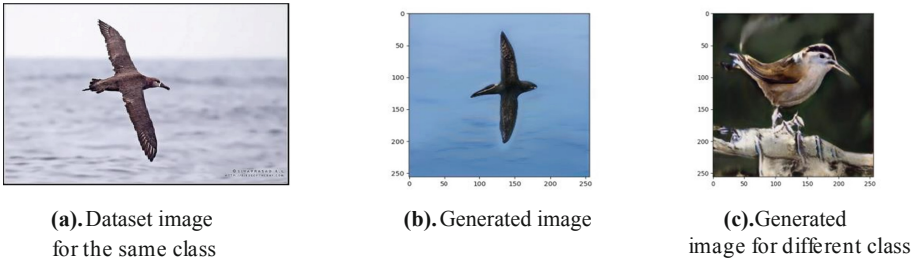 0
50
100
150
200
250
0 50 100 150 200 250
0
50
100
150
200
250
0 50 100 150 200 250
(a). Dataset image
for the same class
(b). Generated image
(c).Generated
image for different class